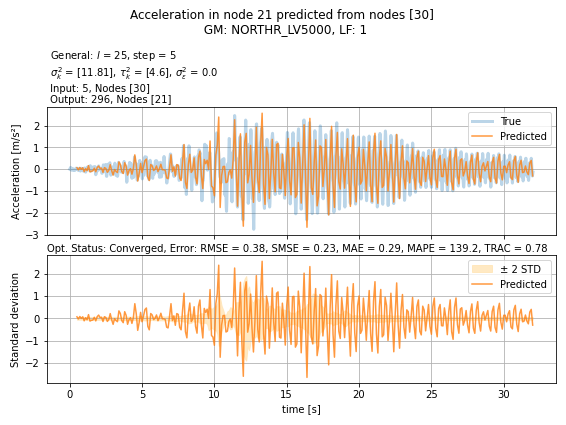 Acceleration in node 21 predicted from nodes [30]
GM: NORTHR_LV5000, LF: 1
General: l = 25, step = 5
σ²ₖ = [11.81], τ²ₖ = [4.6], σ²ε = 0.0
Input: 5, Nodes [30]
Output: 296, Nodes [21]
Acceleration [m/s²]
2
1
0
−1
−2
−3
True
Predicted
Opt. Status: Converged, Error: RMSE = 0.38, SMSE = 0.23, MAE = 0.29, MAPE = 139.2, TRAC = 0.78
Standard deviation
2
1
0
−1
−2
± 2 STD
Predicted
0 5 10 15 20 25 30
time [s]